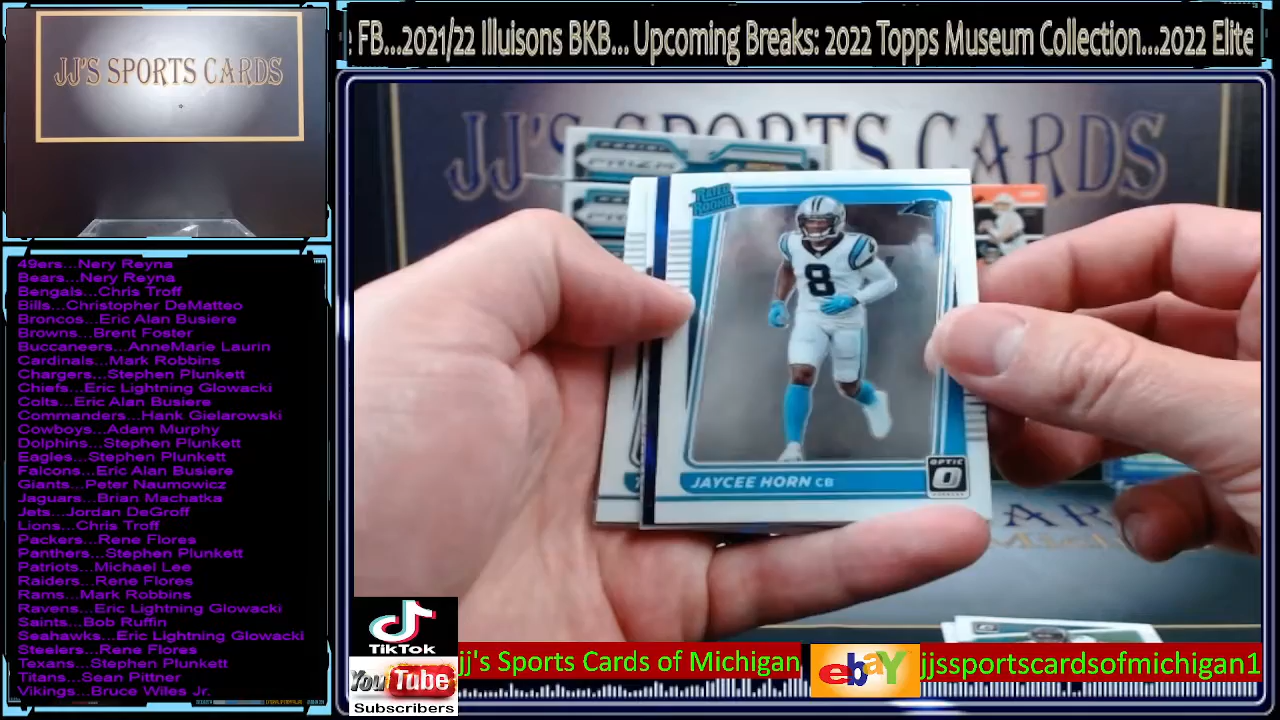 JJ'S SPORTS CARDS
FB...2021/22 Illuisons BKB... Upcoming Breaks: 2022 Topps Museum Collection...2022 Elite
JJ'S SPORTS CARDS
PRIZM
RATED ROOKIE
8
JAYCEE HORN CB
OPTIC
49ers...Nery Reyna
Bears...Nery Reyna
Bengals...Chris Troff
Bills...Christopher DeMatteo
Broncos...Eric Alan Busiere
Browns...Brent Foster
Buccaneers...AnneMarie Laurin
Cardinals...Mark Robbins
Chargers...Stephen Plunkett
Chiefs...Eric Lightning Glowacki
Colts...Eric Alan Busiere
Commanders...Hank Gielarowski
Cowboys...Adam Murphy
Dolphins...Stephen Plunkett
Eagles...Stephen Plunkett
Falcons...Eric Alan Busiere
Giants...Peter Naumowicz
Jaguars...Brian Machatka
Jets...Jordan DeGroff
Lions...Chris Troff
Packers...Rene Flores
Panthers...Stephen Plunkett
Patriots...Michael Lee
Raiders...Rene Flores
Rams...Mark Robbins
Ravens...Eric Lightning Glowacki
Saints...Bob Ruffin
Seahawks...Eric Lightning Glowacki
Steelers...Rene Flores
Texans...Stephen Plunkett
Titans...Sean Pittner
Vikings...Bruce Wiles Jr.
TikTok
YouTube
Subscribers
jj's Sports Cards of Michigan
ebay
jjssportscardsofmichigan1